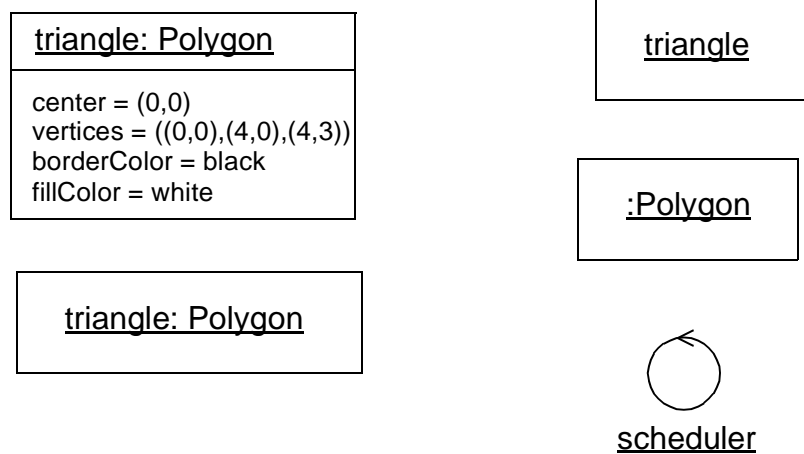 triangle: Polygon
center = (0,0)
vertices = ((0,0),(4,0),(4,3))
borderColor = black
fillColor = white
triangle: Polygon
triangle
:Polygon
scheduler